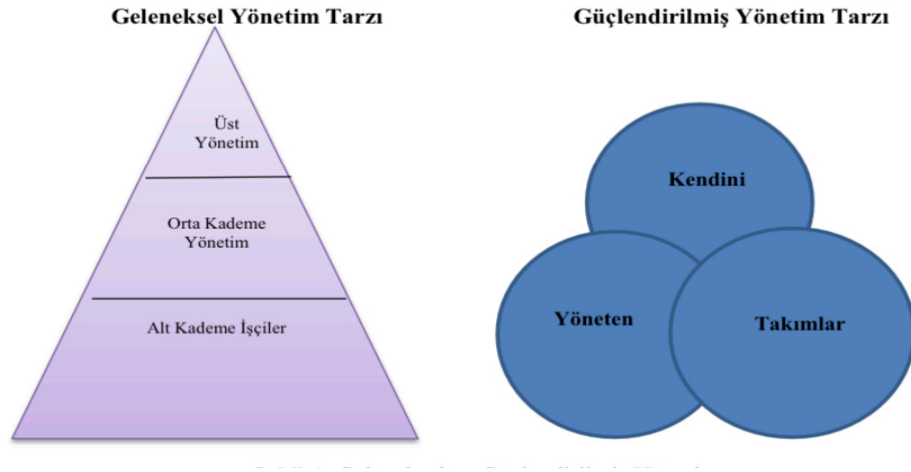 Geleneksel Yönetim Tarzı
Güçlendirilmiş Yönetim Tarzı
Üst
Yönetim
Orta Kademe
Yönetim
Alt Kademe İşçiler
Kendini
Yöneten
Takımlar